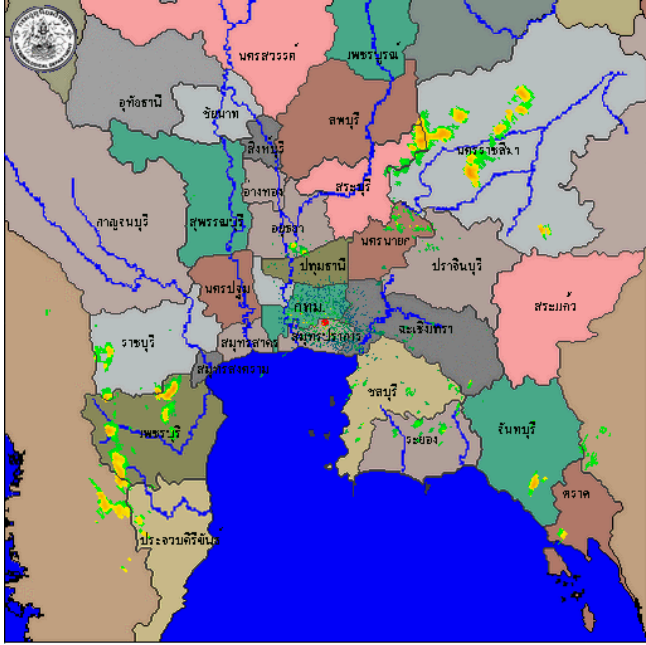 นครสวรรค์
เพชรบูรณ์
อุทัยธานี
ชัยนาท
ลพบุรี
สิงห์บุรี
นครราชสีมา
อ่างทอง
สระบุรี
กาญจนบุรี
สุพรรณบุรี
อยุธยา
นครนายก
ปทุมธานี
ปราจีนบุรี
นครปฐม
กทม.
สระแก้ว
ราชบุรี
สมุทรสาคร
สมุทรปราการ
ฉะเชิงเทรา
สมุทรสงคราม
ชลบุรี
เพชรบุรี
ระยอง
จันทบุรี
ตราด
ประจวบคีรีขันธ์